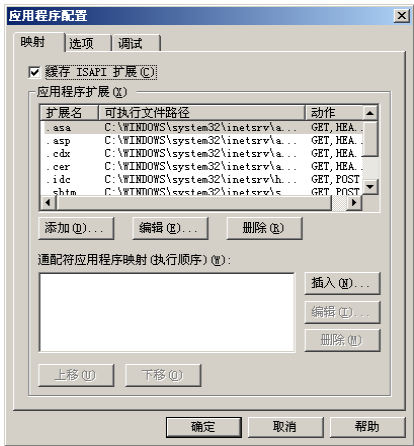 应用程序配置
映射 选项 调试
缓存 ISAPI 扩展(C)
应用程序扩展(X)
扩展名 可执行文件路径 动作
.asa C:\WINDOWS\system32\inetsrv\a... GET,HEA.
.asp C:\WINDOWS\system32\inetsrv\a... GET,HEA.
.cdx C:\WINDOWS\system32\inetsrv\a... GET,HEA.
.cer C:\WINDOWS\system32\inetsrv\a... GET,HEA.
.idc C:\WINDOWS\system32\inetsrv\h... GET,POST
.shtm C:\WINDOWS\system32\inetsrv\s GET,POST
添加(D)... 编辑(E)... 删除(R)
通配符应用程序映射(执行顺序)(W):
插入(N)...
编辑(I)...
删除(M)
上移(U) 下移(O)
确定 取消 帮助